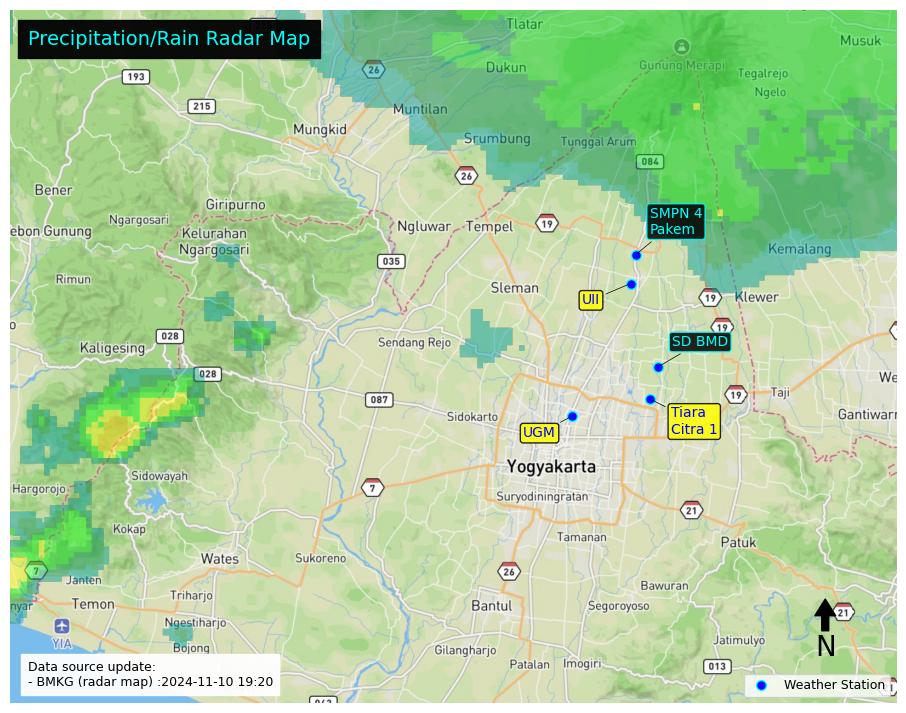 Precipitation/Rain Radar Map
Tlatar
Musuk
26
Gunung Merapi
Dukun
Tegalrejo
193
Ngelo
215
Muntilan
Mungkid
Srumbung
Tunggal Arum
084
26
Bener
Giripurno
SMPN 4
Pakem
Ngargosari
Ngluwar
Tempel
19
ebon Gunung
Kelurahan
Ngargosari
Kemalang
035
Rimun
Sleman
UII
19
Klewer
19
028
Kaligesing
Sendang Rejo
SD BMD
028
We
087
19
Taji
Sidokarto
Tiara
Citra 1
Gantiwarn
UGM
Yogyakarta
Sidowayah
Hargorojo
7
Suryodiningratan
21
Kokap
Tamanan
Patuk
Wates
Sukoreno
7
26
Janten
Bawuran
nyar
Temon
Triharjo
Bantul
Segoroyoso
21
Ngestiharjo
YIA
Bojong
Jatimulyo
N
Gilangharjo
Patalan
Imogiri
013
Data source update:
- BMKG (radar map) :2024-11-10 19:20
Weather Station